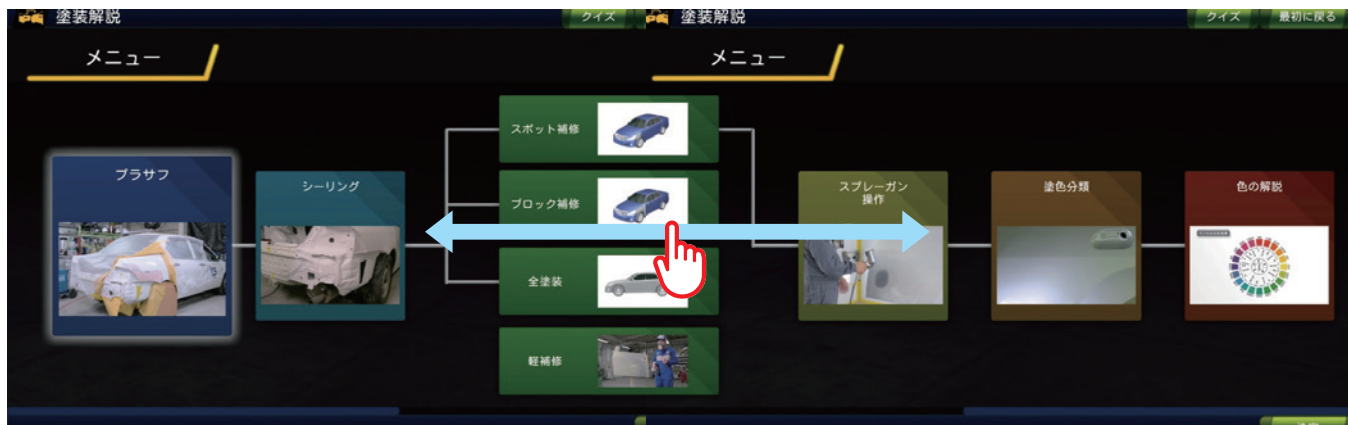 塗装解説
クイズ
塗装解説
クイズ
最初に戻る
メニュー
メニュー
プラサフ
シーリング
スポット補修
ブロック補修
全塗装
軽補修
スプレーガン
操作
塗色分類
色の解説